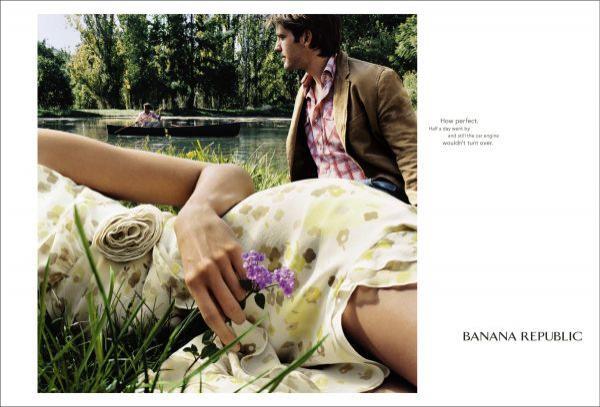 How perfect.
Half a day went by
and still the car engine
wouldn't turn over.
BANANA REPUBLIC